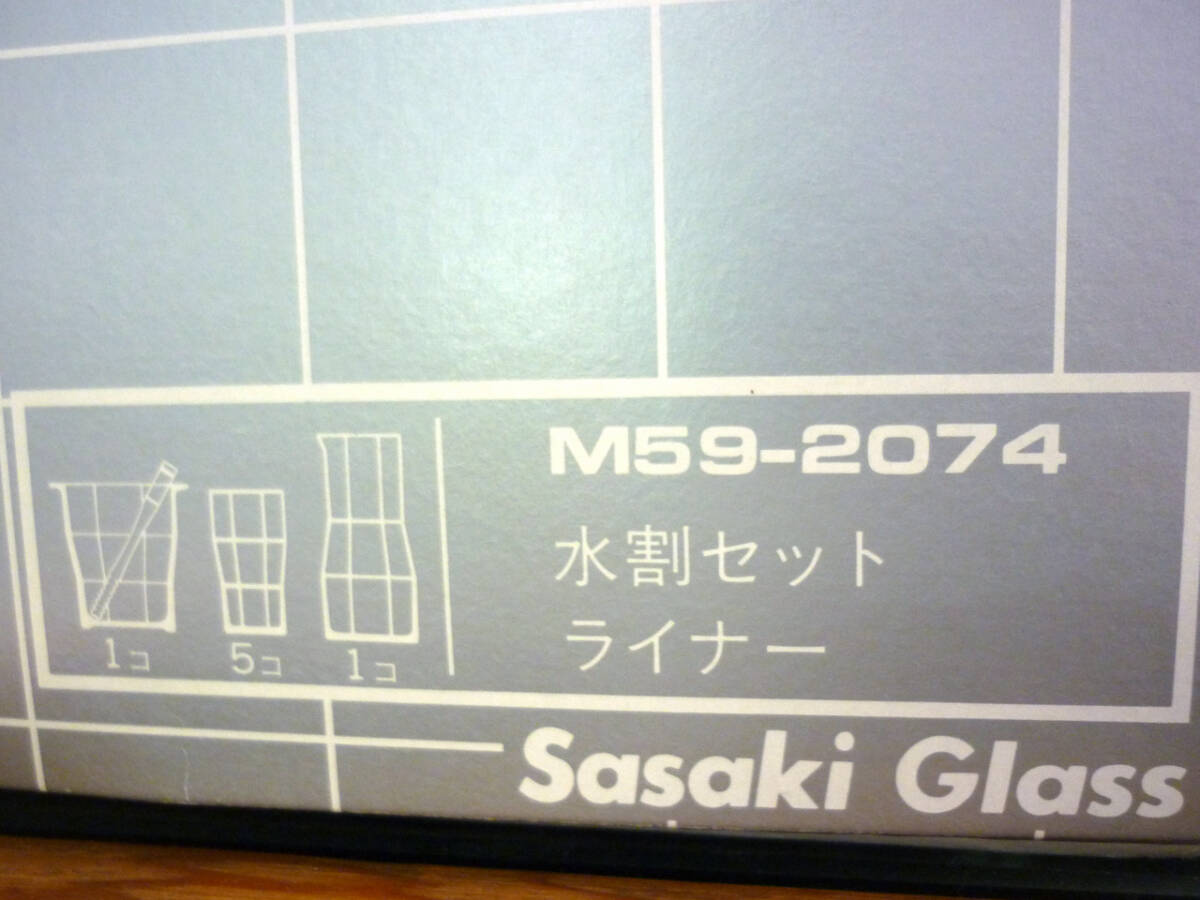 M59-2074
水割セット
ライナー
1コ 5コ 1コ
Sasaki Glass